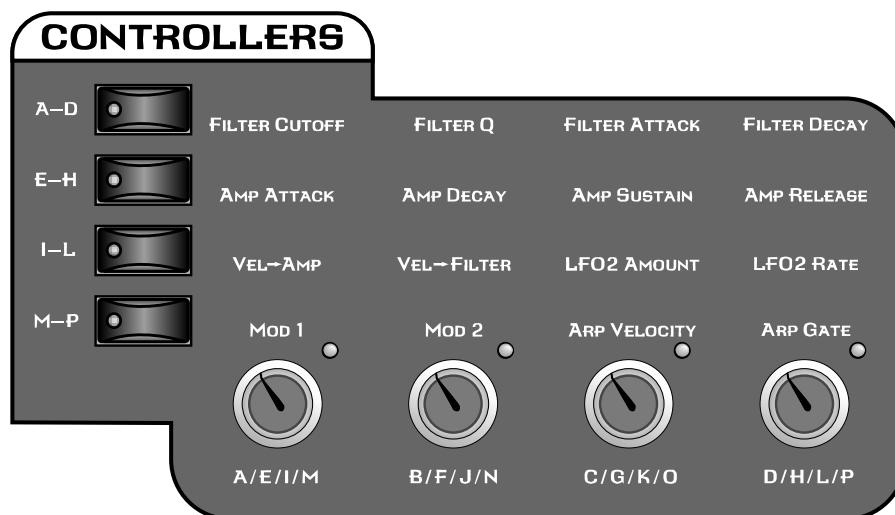 CONTROLLERS
A–D
FILTER CUTOFF FILTER Q FILTER ATTACK FILTER DECAY
E–H
AMP ATTACK AMP DECAY AMP SUSTAIN AMP RELEASE
I–L
VEL→AMP VEL→FILTER LFO2 AMOUNT LFO2 RATE
M–P
MOD 1 MOD 2 ARP VELOCITY ARP GATE
A/E/I/M B/F/J/N C/G/K/O D/H/L/P